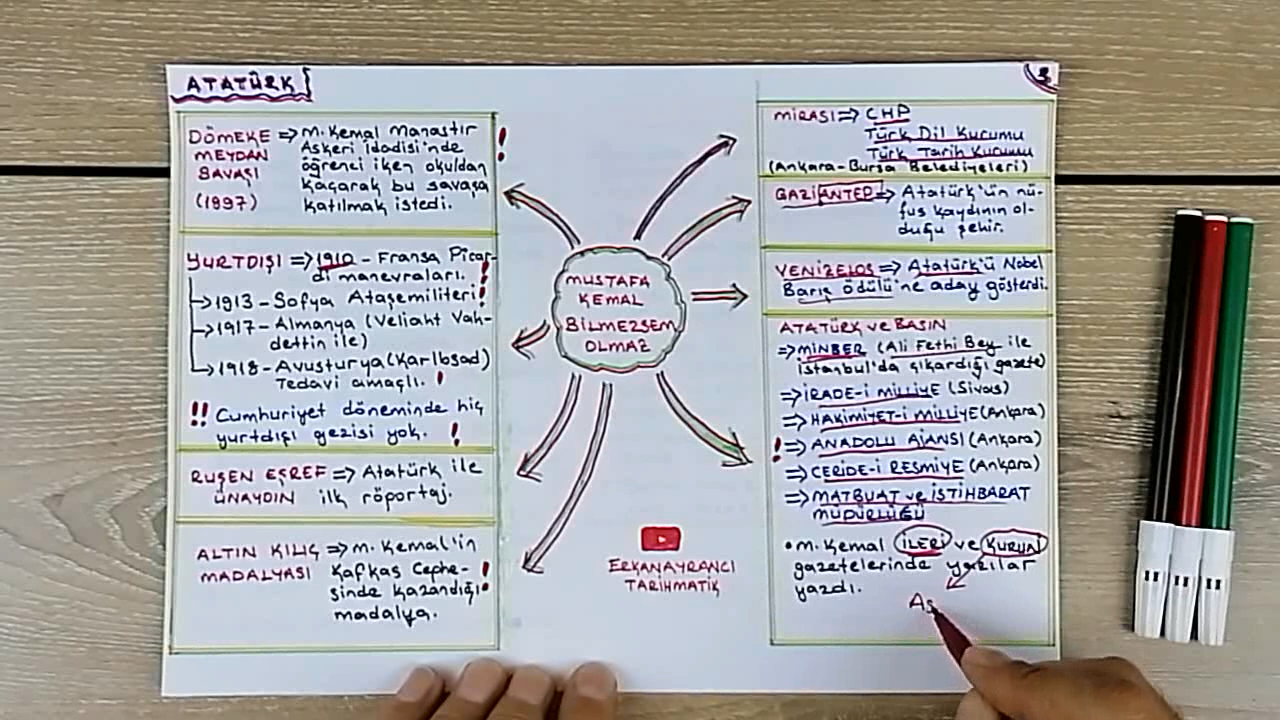 ATATÜRK
3
DÖMEKE
MEYDAN
SAVAŞI
(1897)
⇒ M. Kemal Manastır
Askeri İdadisi'nde
öğrenci iken okuldan
kaçarak bu savaşa
katılmak istedi.
!
!
YURTDIŞI ⇒ 1910 - Fransa Picar-
di manevraları. !
→ 1913 - Sofya Ataşemiliteri !
→ 1917 - Almanya (Veliaht Vah-
dettin ile)
→ 1918 - Avusturya (Karlbsad)
Tedavi amaçlı. !
!! Cumhuriyet döneminde hiç
yurtdışı gezisi yok. !
RUŞEN EŞREF ⇒ Atatürk ile
ÜNAYDIN ilk röportaj.
ALTIN KILIÇ ⇒ M. Kemal'in
MADALYASI Kafkas Cephe-
sinde kazandığı !
madalya.
MUSTAFA
KEMAL
BİLMEZSEM
OLMAZ
ERKANAYRANCI
TARİHMATİK
MİRASI ⇒ CHP
Türk Dil Kurumu
Türk Tarih Kurumu
(Ankara-Bursa Belediyeleri)
GAZİANTEP ⇒ Atatürk'ün nü-
fus kaydının ol-
duğu şehir.
VENİZELOS ⇒ Atatürk'ü Nobel
Barış ödülü'ne aday gösterdi.
ATATÜRK ve BASIN
⇒ MİNBER (Ali Fethi Bey ile
İstanbul'da çıkardığı gazete)
⇒ İRADE-İ MİLLİYE (Sivas)
⇒ HAKİMİYET-İ MİLLİYE (Ankara)
! ⇒ ANADOLU AJANSI (Ankara)
⇒ CERİDE-İ RESMİYE (Ankara)
⇒ MATBUAT ve İSTİHBARAT
MÜDÜRLÜĞÜ
• M. Kemal İLERİ ve KURUN
gazetelerinde yazılar
yazdı.
As